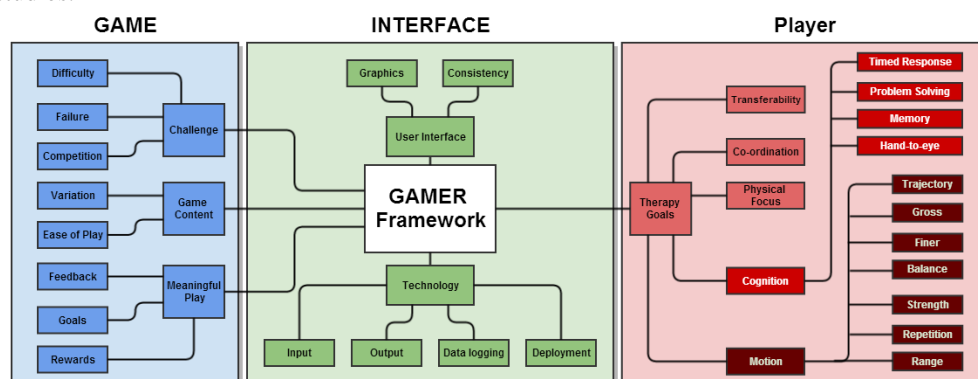 GAME
INTERFACE
Player
Difficulty
Failure
Competition
Challenge
Variation
Ease of Play
Game
Content
Feedback
Goals
Rewards
Meaningful
Play
Graphics
Consistency
User Interface
GAMER
Framework
Technology
Input
Output
Data logging
Deployment
Therapy
Goals
Transferability
Co-ordination
Physical
Focus
Cognition
Motion
Timed Response
Problem Solving
Memory
Hand-to-eye
Trajectory
Gross
Finer
Balance
Strength
Repetition
Range